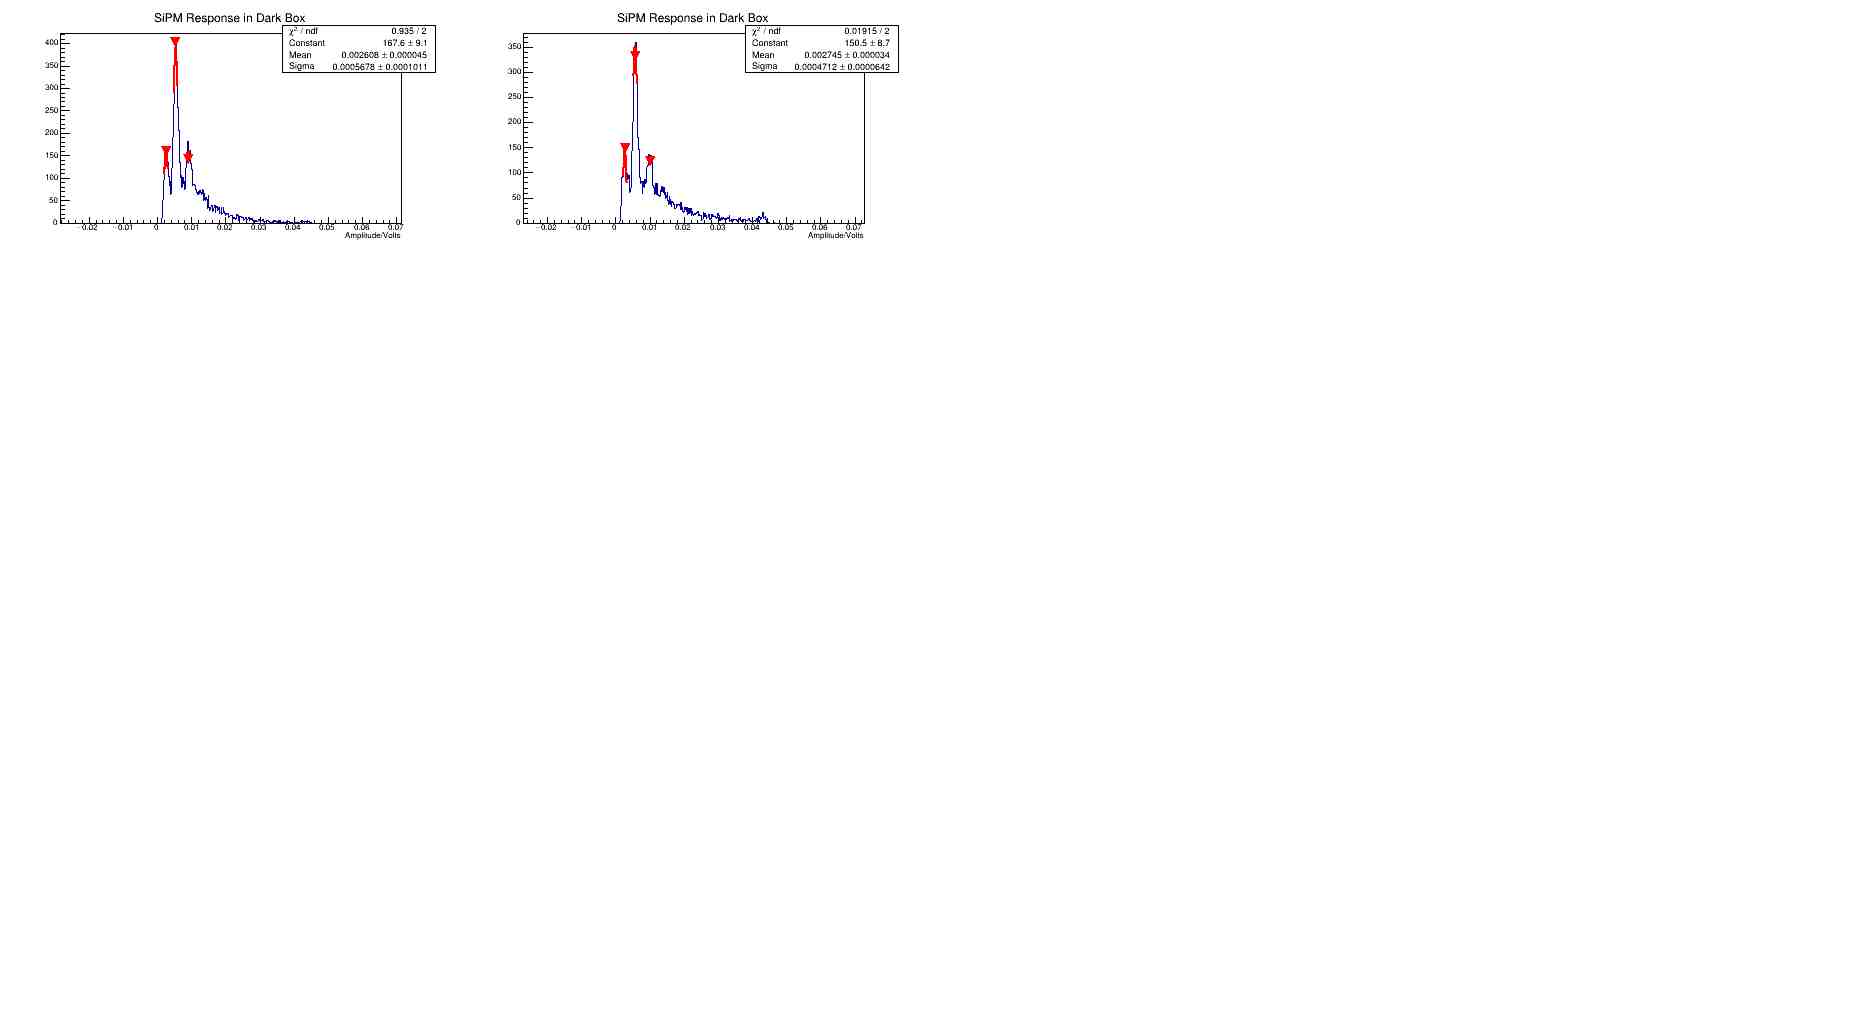 SiPM Response in Dark Box
χ² / ndf 0.935 / 2
Constant 167.6 ± 9.1
Mean 0.002608 ± 0.000045
Sigma 0.0005678 ± 0.0001011
400
350
300
250
200
150
100
50
0
−0.02 −0.01 0 0.01 0.02 0.03 0.04 0.05 0.06 0.07
Amplitude/Volts
SiPM Response in Dark Box
χ² / ndf 0.01915 / 2
Constant 150.5 ± 8.7
Mean 0.002745 ± 0.000034
Sigma 0.0004712 ± 0.0000642
350
300
250
200
150
100
50
0
−0.02 −0.01 0 0.01 0.02 0.03 0.04 0.05 0.06 0.07
Amplitude/Volts